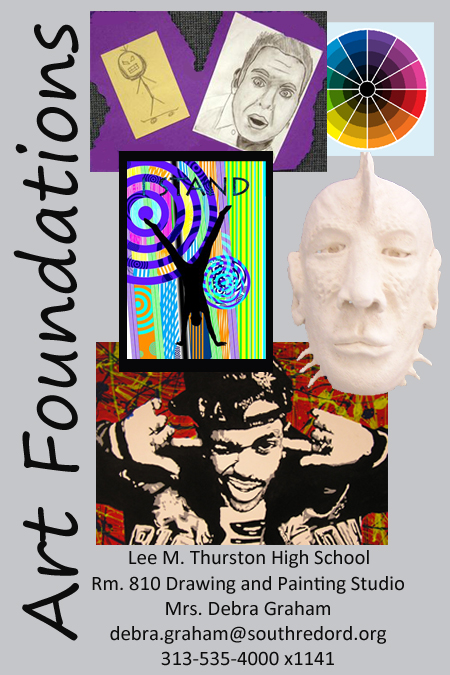 Art Foundations
STAND
Lee M. Thurston High School
Rm. 810 Drawing and Painting Studio
Mrs. Debra Graham
debra.graham@southredord.org
313-535-4000 x1141